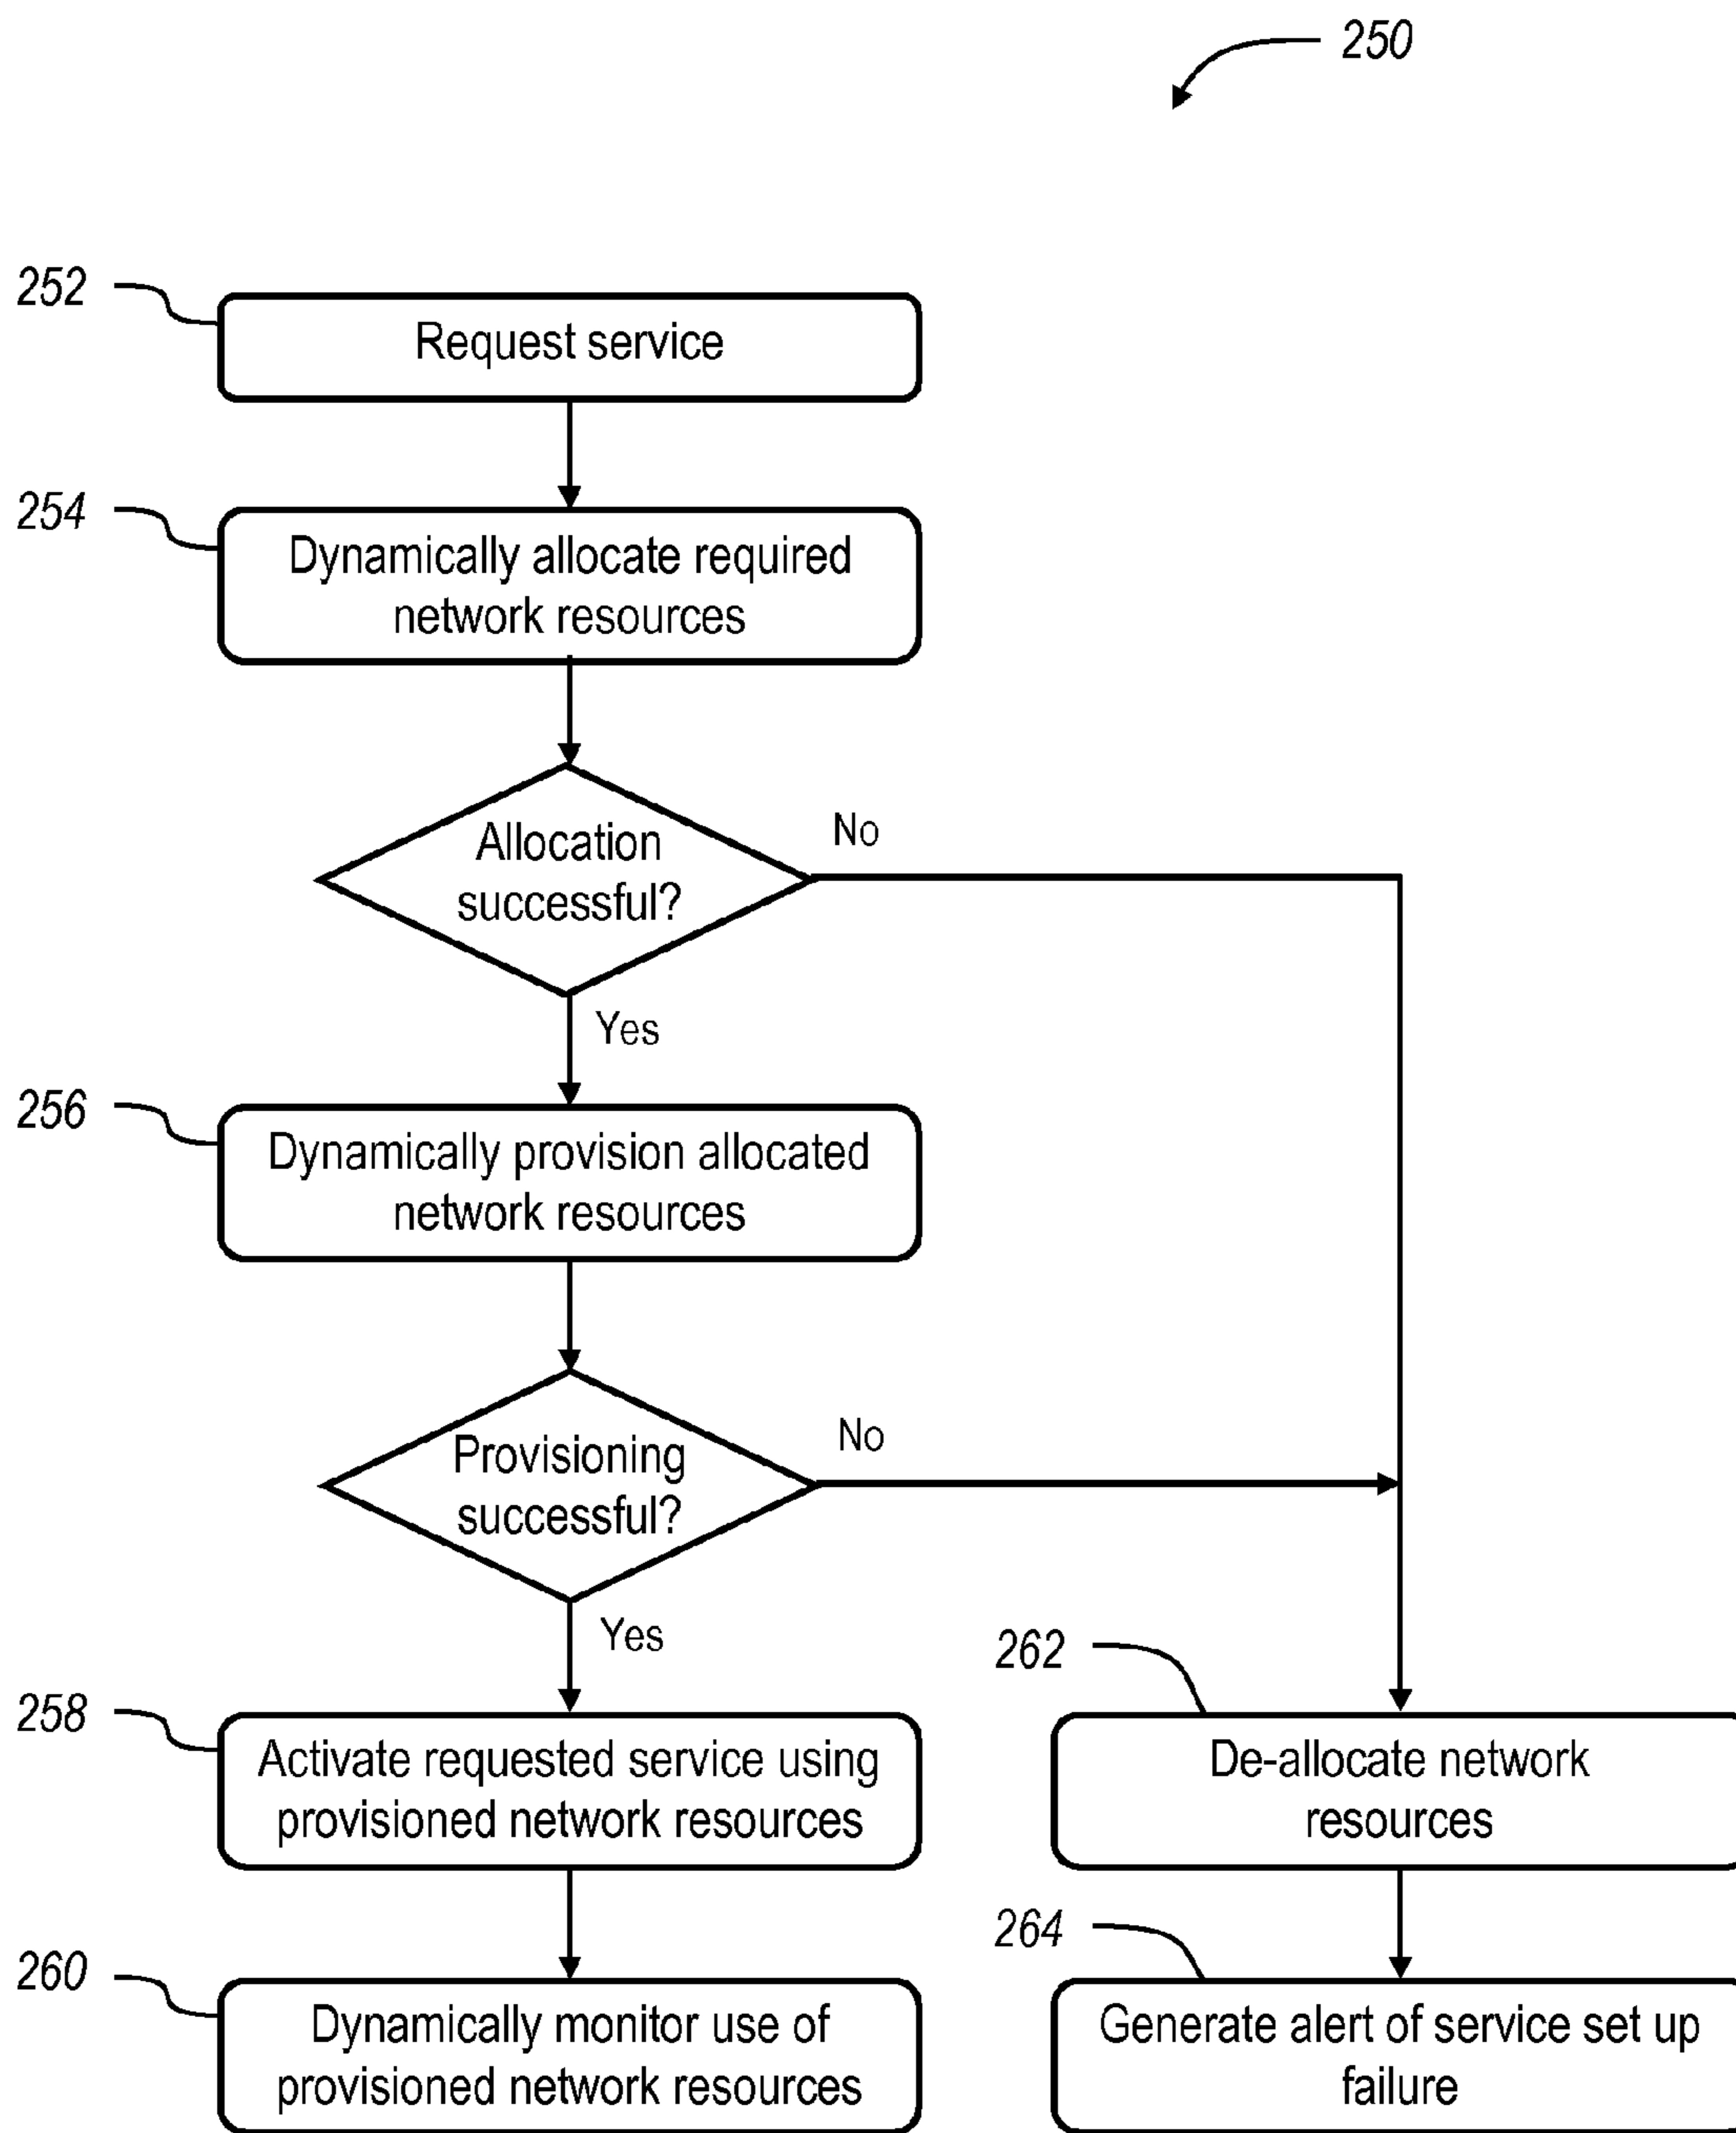 250
252
Request service
254
Dynamically allocate required
network resources
Allocation
successful?
No
Yes
256
Dynamically provision allocated
network resources
Provisioning
successful?
No
Yes
258
Activate requested service using
provisioned network resources
262
De-allocate network
resources
260
Dynamically monitor use of
provisioned network resources
264
Generate alert of service set up
failure